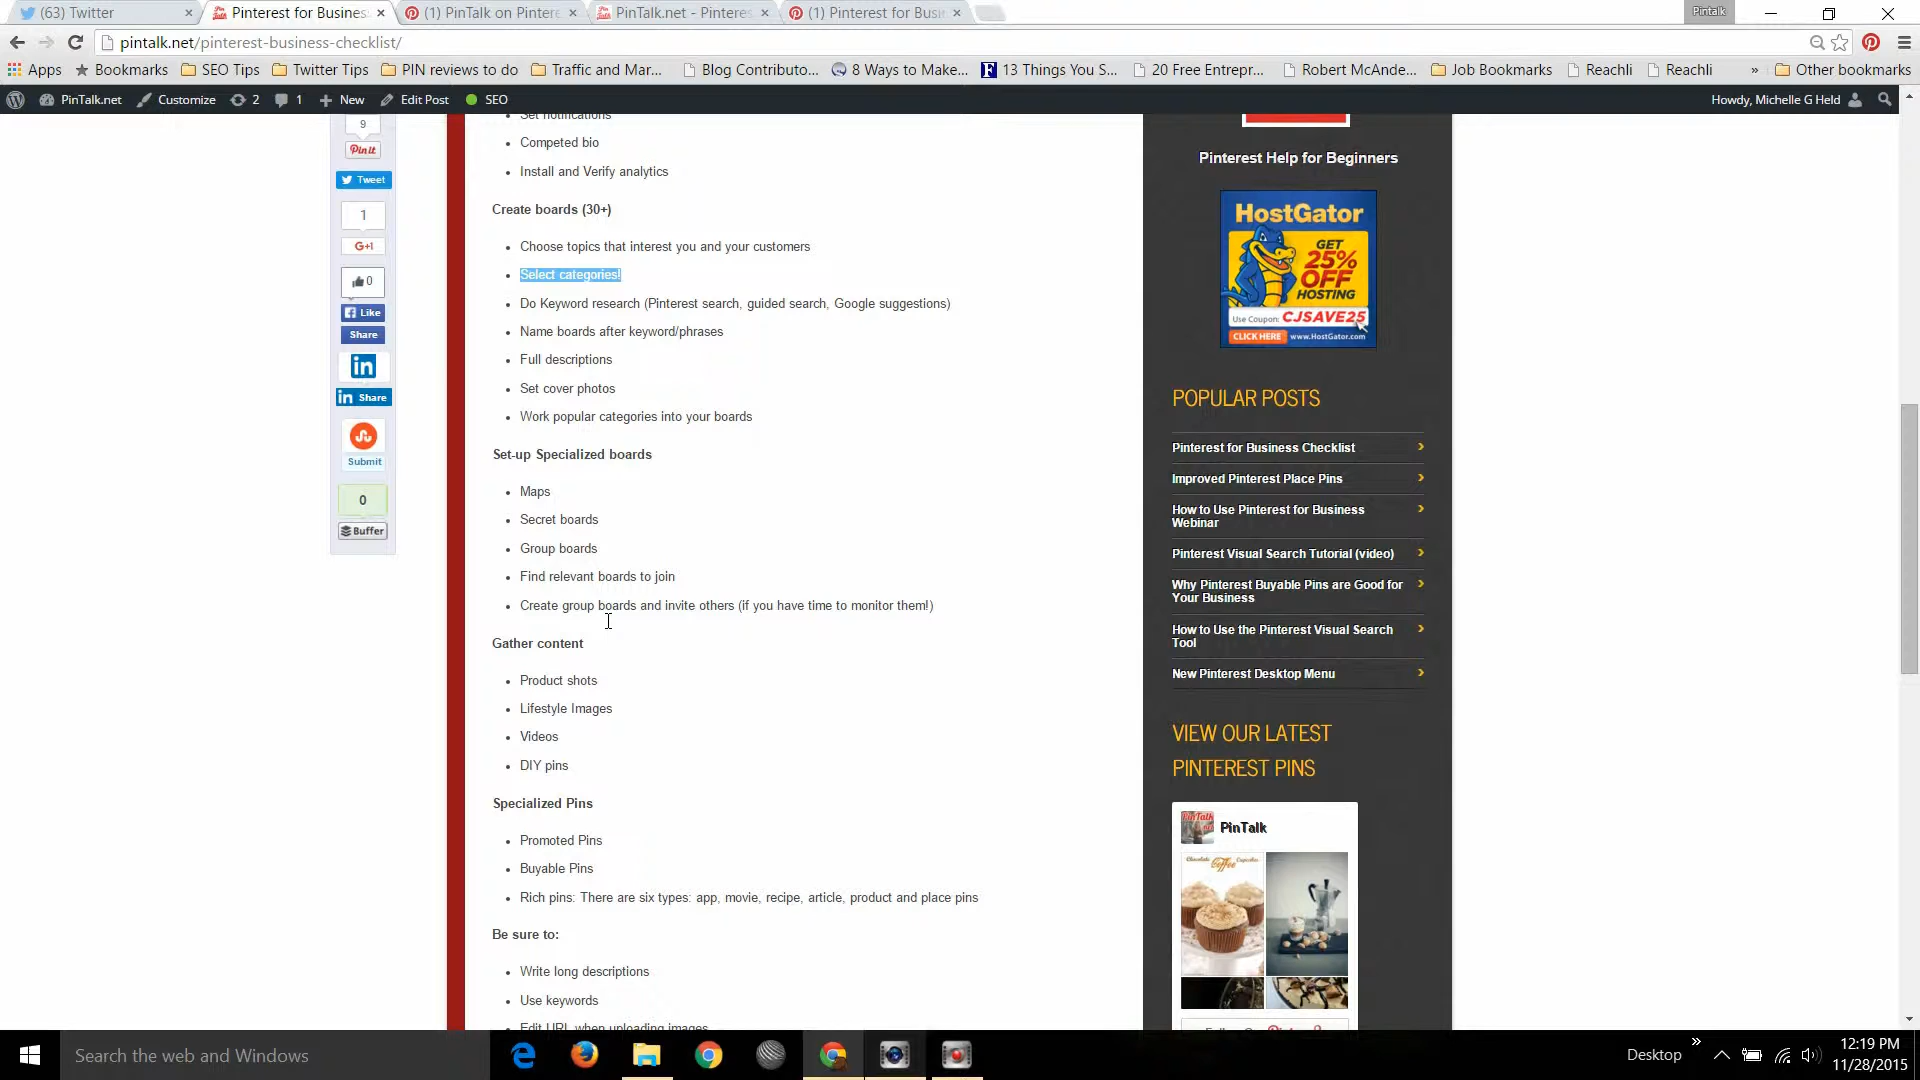 (63) Twitter
Pinterest for Busines
(1) PinTalk on Pintere
PinTalk.net - Pinteres
(1) Pinterest for Busi
Pintalk
pintalk.net/pinterest-business-checklist/
Apps
Bookmarks
SEO Tips
Twitter Tips
PIN reviews to do
Traffic and Mar...
Blog Contributo...
8 Ways to Make...
13 Things You S...
20 Free Entrepr...
Robert McAnde...
Job Bookmarks
Reachli
Reachli
»
Other bookmarks
PinTalk.net
Customize
2
1
New
Edit Post
SEO
Howdy, Michelle G Held
9
Pin it
Tweet
1
G+1
0
Like
Share
in
in Share
Submit
0
Buffer
Set notifications
Competed bio
Install and Verify analytics
Create boards (30+)
Choose topics that interest you and your customers
Select categories!
Do Keyword research (Pinterest search, guided search, Google suggestions)
Name boards after keyword/phrases
Full descriptions
Set cover photos
Work popular categories into your boards
Set-up Specialized boards
Maps
Secret boards
Group boards
Find relevant boards to join
Create group boards and invite others (if you have time to monitor them!)
Gather content
Product shots
Lifestyle Images
Videos
DIY pins
Specialized Pins
Promoted Pins
Buyable Pins
Rich pins: There are six types: app, movie, recipe, article, product and place pins
Be sure to:
Write long descriptions
Use keywords
Edit URL when uploading images
Pinterest Help for Beginners
HostGator
GET
25%
OFF
HOSTING
Use Coupon: CJSAVE25
CLICK HERE www.HostGator.com
POPULAR POSTS
Pinterest for Business Checklist
Improved Pinterest Place Pins
How to Use Pinterest for Business
Webinar
Pinterest Visual Search Tutorial (video)
Why Pinterest Buyable Pins are Good for
Your Business
How to Use the Pinterest Visual Search
Tool
New Pinterest Desktop Menu
VIEW OUR LATEST
PINTEREST PINS
PinTalk
PinTalk
Chocolate Coffee Cupcakes
Search the web and Windows
Desktop
»
12:19 PM
11/28/2015